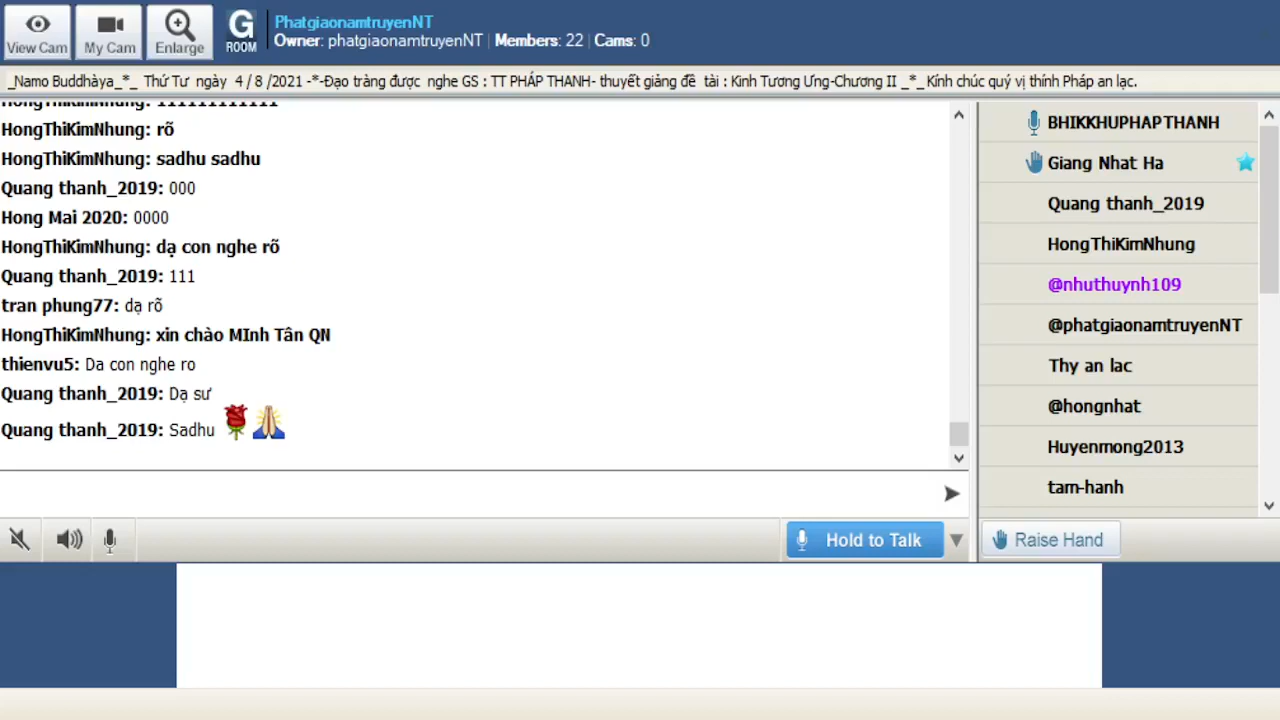 View Cam
My Cam
Enlarge
G
ROOM
PhatgiaonamtruyenNT
Owner: phatgiaonamtruyenNT | Members: 22 | Cams: 0
_Namo Buddhàya_*_ Thứ Tư ngày 4 / 8 /2021 -*-Đạo tràng được nghe GS : TT PHÁP THANH- thuyết giảng đề tài : Kinh Tương Ưng-Chương II _*_ Kính chúc quý vị thính Pháp an lạc.
HongThiKimNhung: 111111111111
HongThiKimNhung: rõ
HongThiKimNhung: sadhu sadhu
Quang thanh_2019: 000
Hong Mai 2020: 0000
HongThiKimNhung: dạ con nghe rõ
Quang thanh_2019: 111
tran phung77: dạ rõ
HongThiKimNhung: xin chào MInh Tân QN
thienvu5: Da con nghe ro
Quang thanh_2019: Dạ sư
Quang thanh_2019: Sadhu
BHIKKHUPHAPTHANH
Giang Nhat Ha
Quang thanh_2019
HongThiKimNhung
@nhuthuynh109
@phatgiaonamtruyenNT
Thy an lac
@hongnhat
Huyenmong2013
tam-hanh
Hold to Talk
Raise Hand